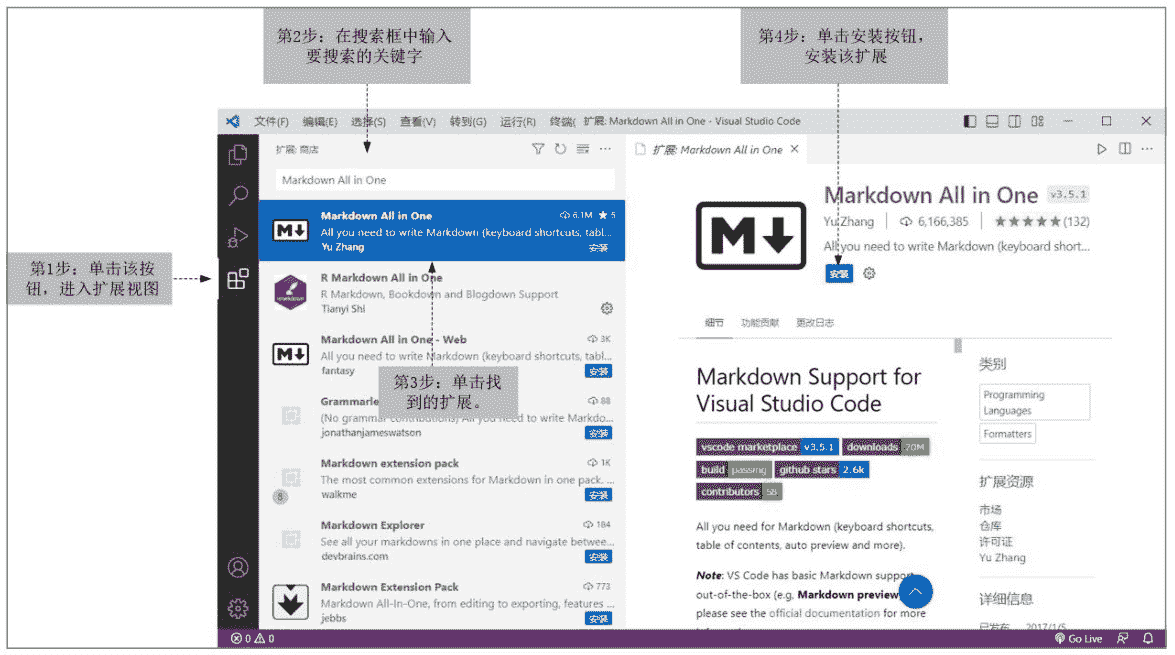 第2步：在搜索框中输入
要搜索的关键字
第4步：单击安装按钮，
安装该扩展
第1步：单击该按
钮，进入扩展视图
第3步：单击找
到的扩展。
文件(F) 编辑(E) 选择(S) 查看(V) 转到(G) 运行(R) 终端( 扩展: Markdown All in One - Visual Studio Code
扩展: 商店
Markdown All in One
Markdown All in One 6.1M ★ 5
All you need to write Markdown (keyboard shortcuts, tabl...
Yu Zhang 安装
R Markdown All in One
R Markdown, Bookdown and Blogdown Support
Tianyi Shi
Markdown All in One - Web 3K
All you need to write Markdown (keyboard shortcuts, tabl...
fantasy 安装
Grammarle 88
(No grammar contributions) All you need to write Markdo...
jonathanjameswatson 安装
Markdown extension pack 1K
The most common extensions for Markdown in one pack. ...
walkme 安装
8
Markdown Explorer 184
See all your markdowns in one place and navigate betwee...
devbrains.com 安装
Markdown Extension Pack 773
Markdown All-In-One, from editing to exporting, features ...
jebbs 安装
扩展: Markdown All in One
M
Markdown All in One v3.5.1
Yu Zhang 6,166,385 ★★★★★(132)
All you need to write Markdown (keyboard short...
安装
细节 功能贡献 更改日志
Markdown Support for
Visual Studio Code
vscode marketplace v3.5.1 downloads 20M
build passing github stars 2.6k
contributors 58
All you need for Markdown (keyboard shortcuts,
table of contents, auto preview and more).
Note: VS Code has basic Markdown support
out-of-the-box (e.g. Markdown preview
please see the official documentation for more
类别
Programming
Languages
Formatters
扩展资源
市场
仓库
许可证
Yu Zhang
详细信息
已发布 2017/1/5
0 0 Go Live